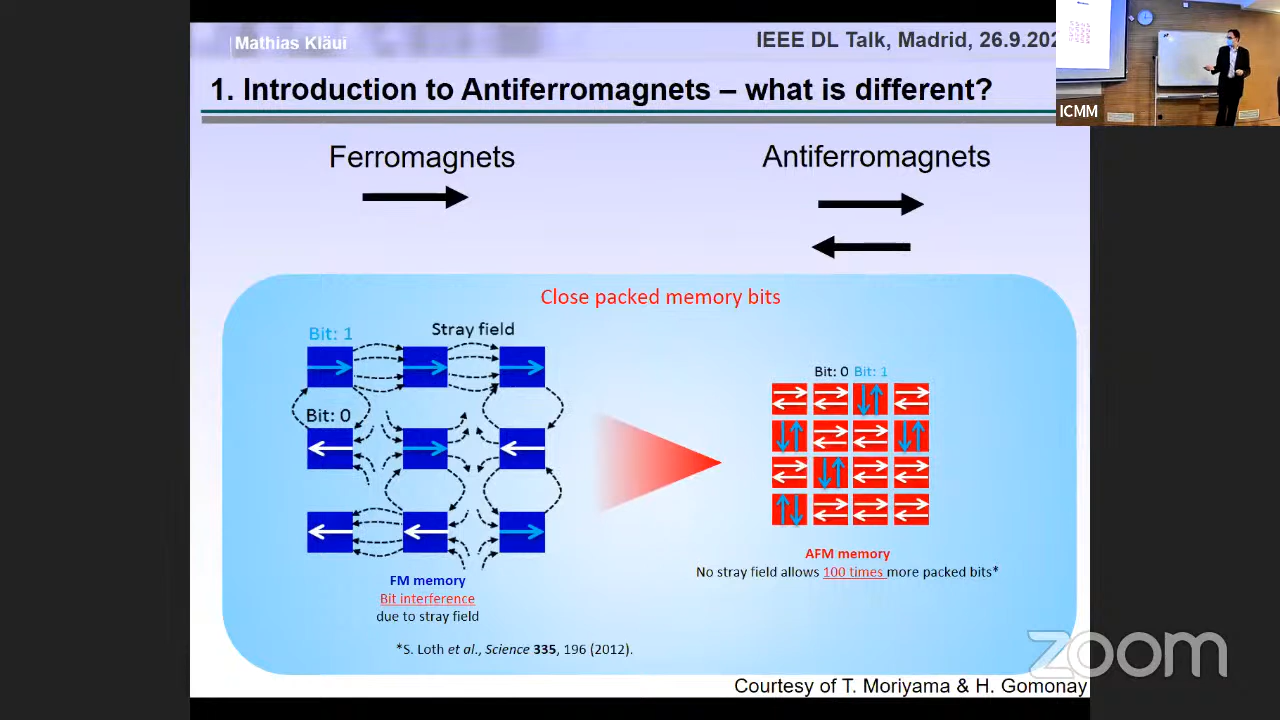 Mathias Kläui
IEEE DL Talk, Madrid, 26.9.202
1. Introduction to Antiferromagnets – what is different?
ICMM
Ferromagnets
Antiferromagnets
Close packed memory bits
Bit: 1
Stray field
Bit: 0
Bit: 0 Bit: 1
FM memory
Bit interference
due to stray field
AFM memory
No stray field allows 100 times more packed bits*
*S. Loth et al., Science 335, 196 (2012).
zoom
Courtesy of T. Moriyama & H. Gomonay